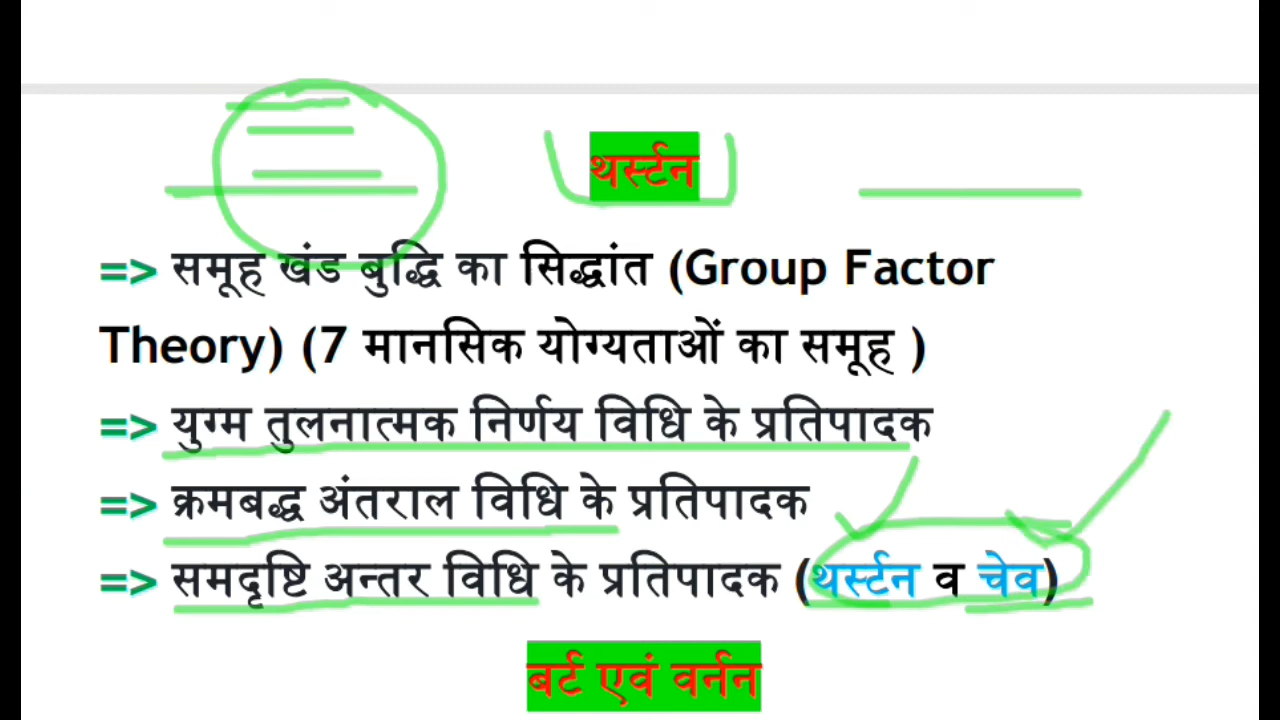 थर्स्टन
=> समूह खंड बुद्धि का सिद्धांत (Group Factor
Theory) (7 मानसिक योग्यताओं का समूह )
=> युग्म तुलनात्मक निर्णय विधि के प्रतिपादक
=> क्रमबद्ध अंतराल विधि के प्रतिपादक
=> समदृष्टि अन्तर विधि के प्रतिपादक (थर्स्टन व चेव)
बर्ट एवं वर्नन